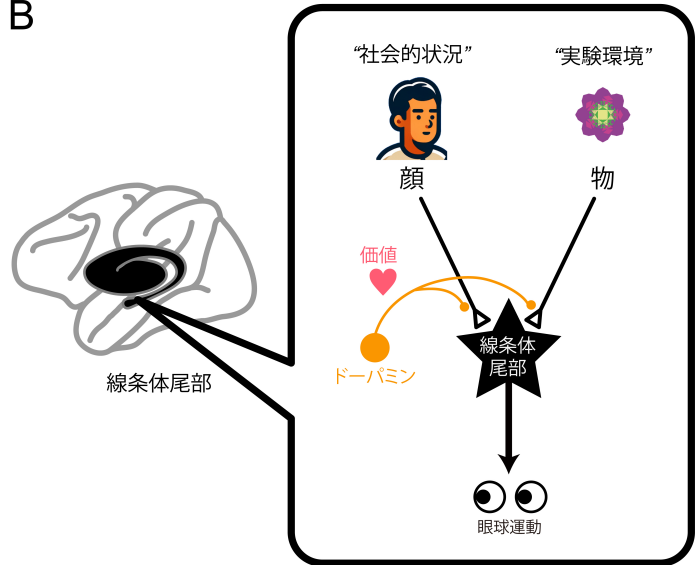 B
“社会的状況”
“実験環境”
顔
物
価値
ドーパミン
線条体
尾部
線条体尾部
眼球運動